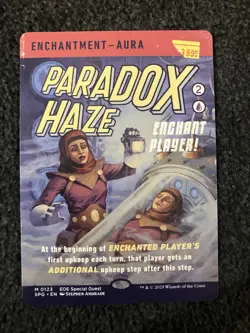 ENCHANTMENT—AURA
PARADOX
HAZE
2
ENCHANT
PLAYER!
At the beginning of ENCHANTED PLAYER'S
first upkeep each turn, that player gets an
ADDITIONAL upkeep step after this step.
M 0123 EOE Special Guest
SPG • EN STEPHEN ANDRADE
™ & © 2025 Wizards of the Coast